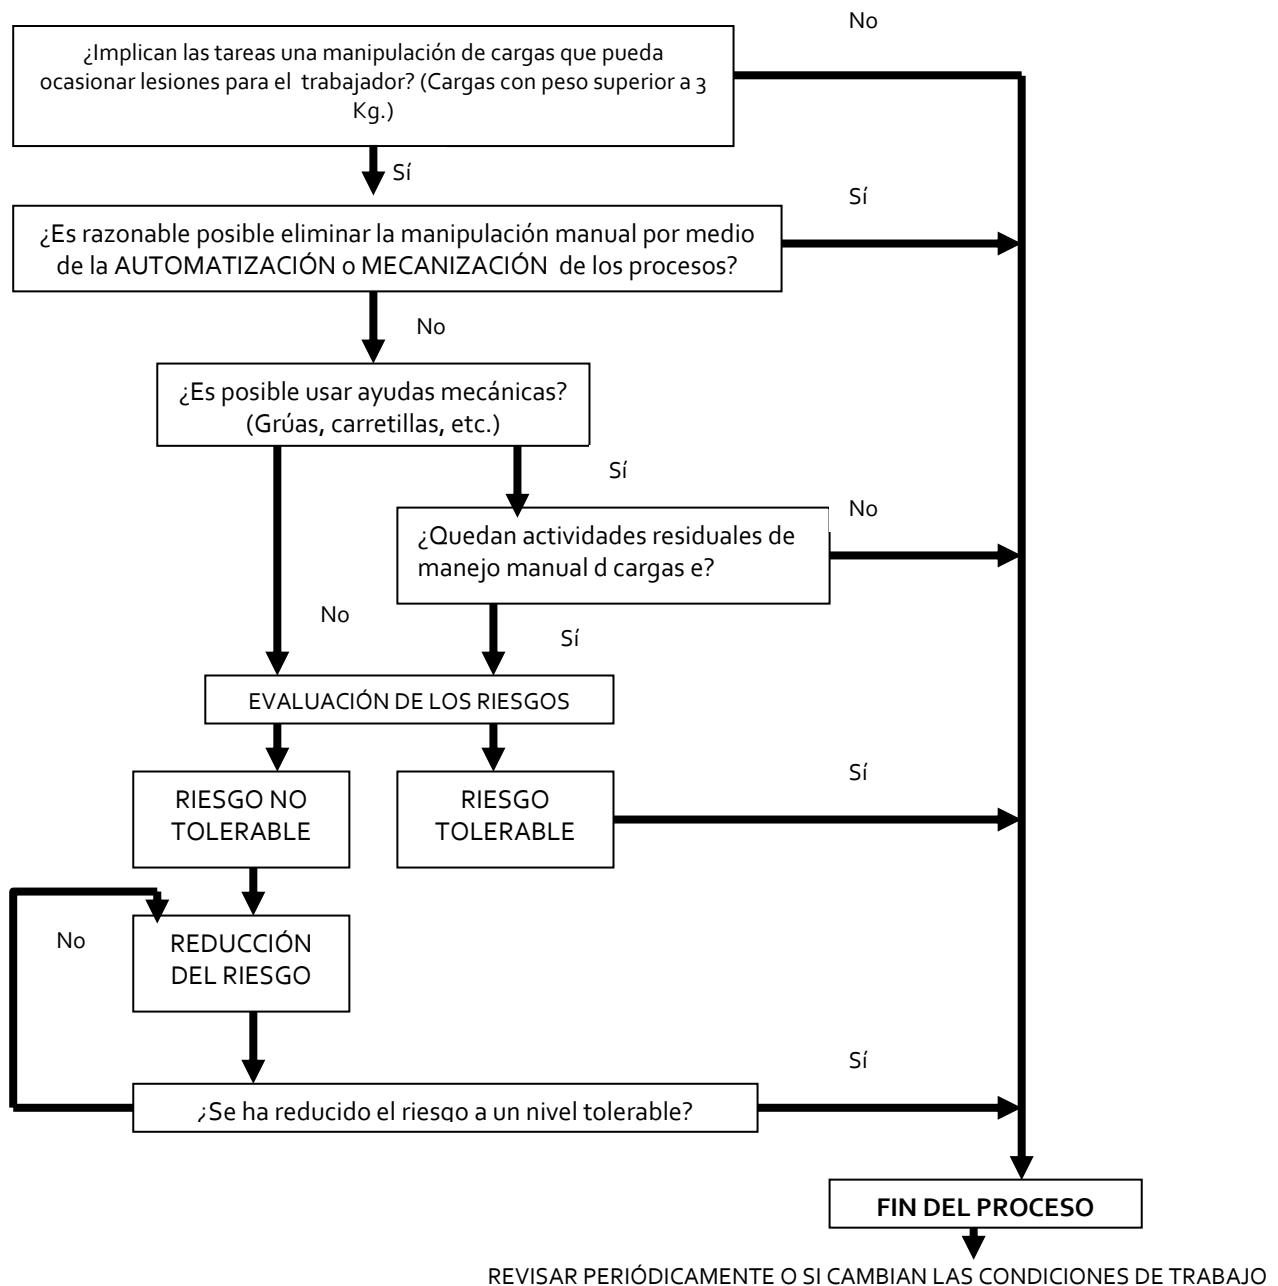 No
¿Implican las tareas una manipulación de cargas que pueda
ocasionar lesiones para el trabajador? (Cargas con peso superior a 3
Kg.)
Sí
Sí
¿Es razonable posible eliminar la manipulación manual por medio
de la AUTOMATIZACIÓN o MECANIZACIÓN de los procesos?
No
¿Es posible usar ayudas mecánicas?
(Grúas, carretillas, etc.)
Sí
No
¿Quedan actividades residuales de
manejo manual d cargas e?
No
Sí
EVALUACIÓN DE LOS RIESGOS
Sí
RIESGO NO
TOLERABLE
RIESGO
TOLERABLE
No
REDUCCIÓN
DEL RIESGO
Sí
¿Se ha reducido el riesgo a un nivel tolerable?
FIN DEL PROCESO
REVISAR PERIÓDICAMENTE O SI CAMBIAN LAS CONDICIONES DE TRABAJO